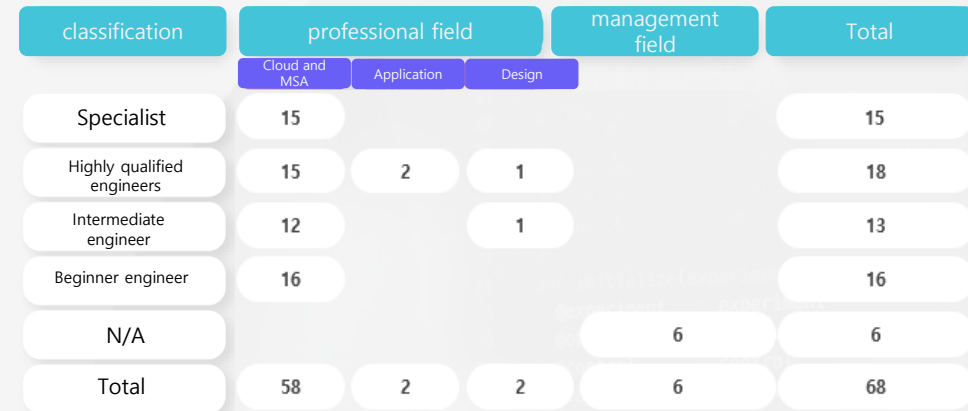 classification professional field management field Total
Cloud and MSA Application Design
Specialist 15 15
Highly qualified engineers 15 2 1 18
Intermediate engineer 12 1 13
Beginner engineer 16 16
N/A 6 6
Total 58 2 2 6 68